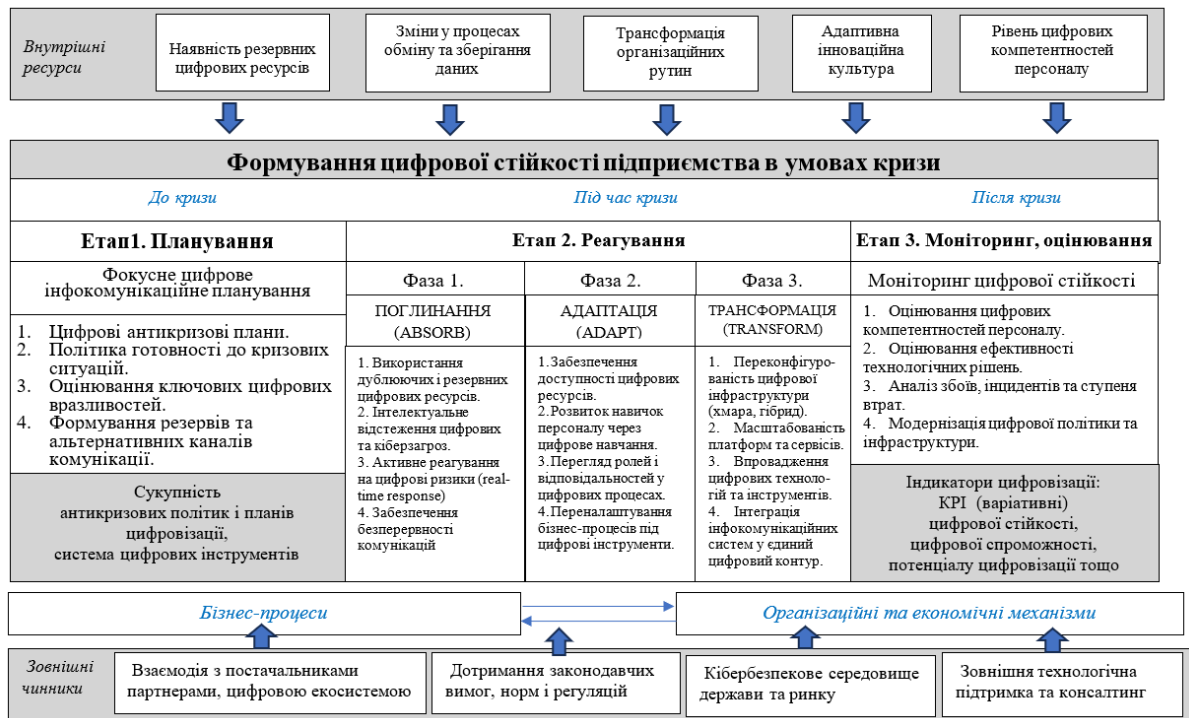 Внутрішні
ресурси
Наявність резервних
цифрових ресурсів
Зміни у процесах
обміну та зберігання
даних
Трансформація
організаційних
рутин
Адаптивна
інноваційна
культура
Рівень цифрових
компетентностей
персоналу
Формування цифрової стійкості підприємства в умовах кризи
До кризи
Під час кризи
Після кризи
Етап1. Планування
Етап 2. Реагування
Етап 3. Моніторинг, оцінювання
Фокусне цифрове
інфокомунікаційне планування
1. Цифрові антикризові плани.
2. Політика готовності до кризових
ситуацій.
3. Оцінювання ключових цифрових
вразливостей.
4. Формування резервів та
альтернативних каналів
комунікації.
Сукупність
антикризових політик і планів
цифровізації,
система цифрових інструментів
Фаза 1.
ПОГЛИНАННЯ
(ABSORB)
1. Використання
дублюючих і резервних
цифрових ресурсів.
2. Інтелектуальне
відстеження цифрових
та кіберзагроз.
3. Активне реагування
на цифрові ризики (real-
time response)
4. Забезпечення
безперервності
комунікацій
Фаза 2.
АДАПТАЦІЯ
(ADAPT)
1.Забезпечення
доступності цифрових
ресурсів.
2.Розвиток навичок
персоналу через
цифрове навчання.
3.Перегляд ролей і
відповідальностей у
цифрових процесах.
4.Переналаштування
бізнес-процесів під
цифрові інструменти.
Фаза 3.
ТРАНСФОРМАЦІЯ
(TRANSFORM)
1. Переконфігуро-
ваність цифрової
інфраструктури
(хмара, гібрид).
2. Масштабованість
платформ та сервісів.
3. Впровадження
цифрових техноло-
гій та інструментів.
4. Інтеграція
інфокомунікаційних
систем у єдиний
цифровий контур.
Моніторинг цифрової стійкості
1. Оцінювання цифрових
компетентностей персоналу.
2. Оцінювання ефективності
технологічних рішень.
3. Аналіз збоїв, інцидентів та ступеня
втрат.
4. Модернізація цифрової політики та
інфраструктури.
Індикатори цифровізації:
KPI (варіативні)
цифрової стійкості,
цифрової спроможності,
потенціалу цифровізації тощо
Бізнес-процеси
Організаційні та економічні механізми
Зовнішні
чинники
Взаємодія з постачальниками
партнерами, цифровою екосистемою
Дотримання законодавчих
вимог, норм і регуляцій
Кібербезпекове середовище
держави та ринку
Зовнішня технологічна
підтримка та консалтинг